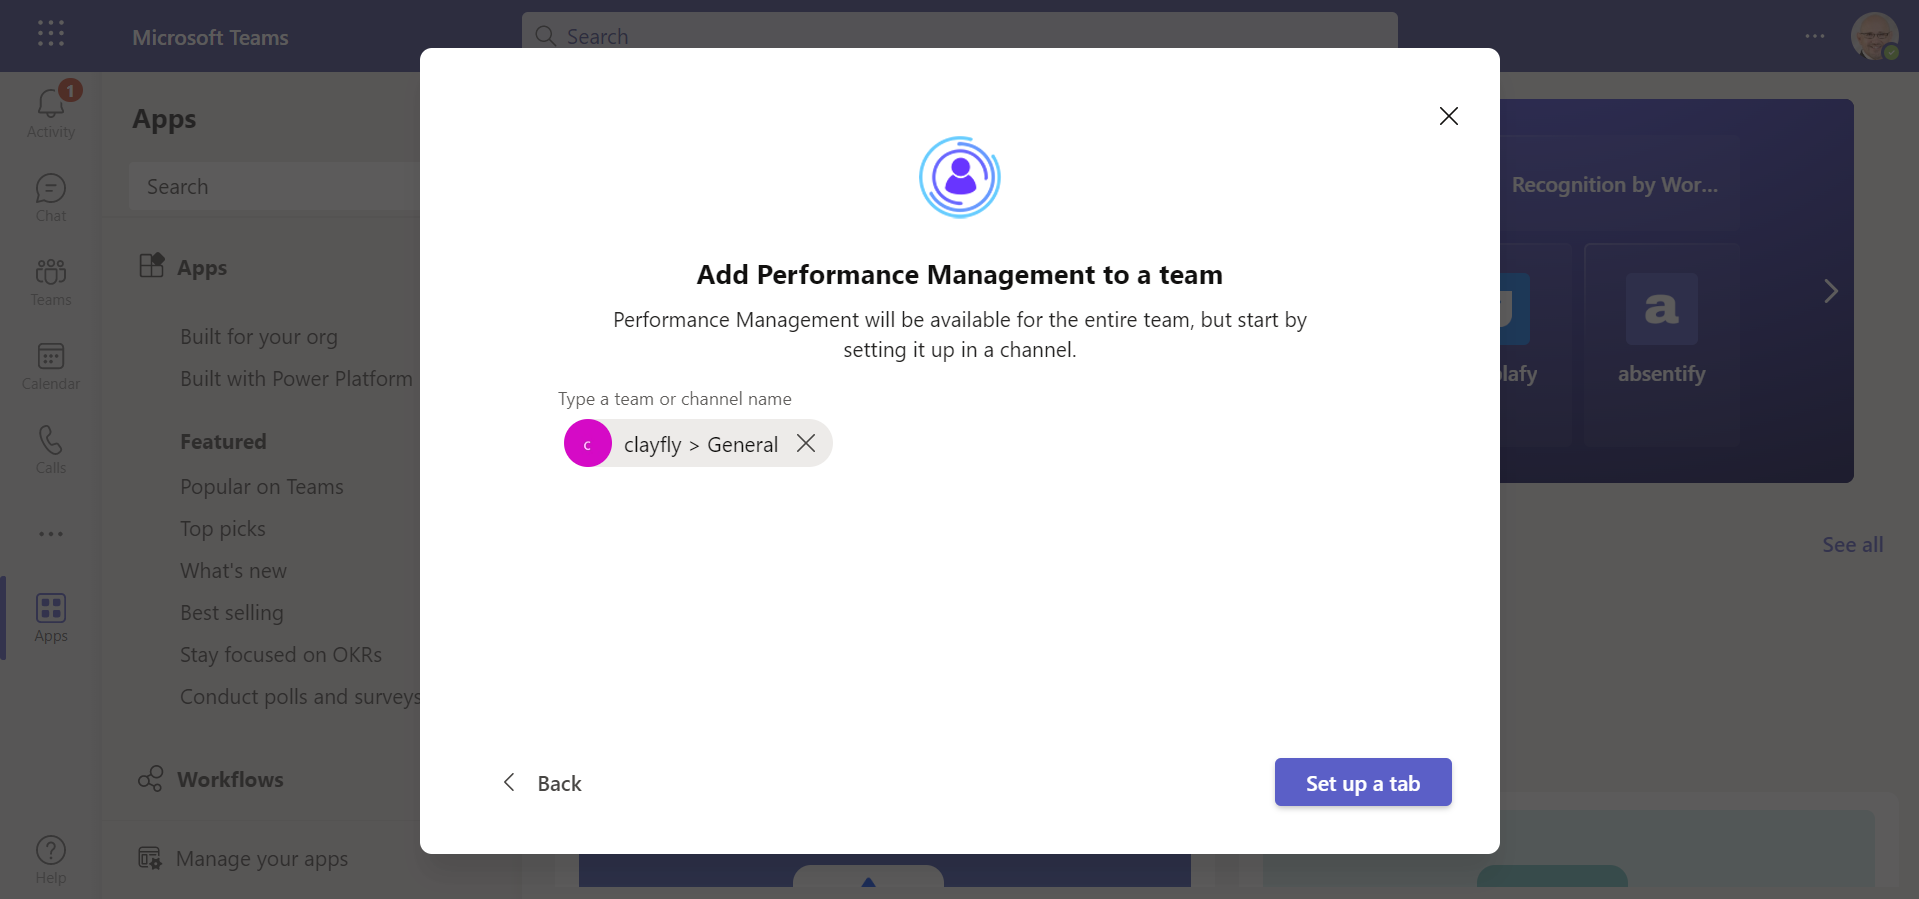 Microsoft Teams
Search
1
Activity
Chat
Teams
Calendar
Calls
Apps
Help
Apps
Search
Apps
Built for your org
Built with Power Platform
Featured
Popular on Teams
Top picks
What's new
Best selling
Stay focused on OKRs
Conduct polls and surveys
Workflows
Manage your apps
Add Performance Management to a team
Performance Management will be available for the entire team, but start by
setting it up in a channel.
Type a team or channel name
c clayfly > General
Back
Set up a tab
Recognition by Wor...
a
lafy
absentify
See all